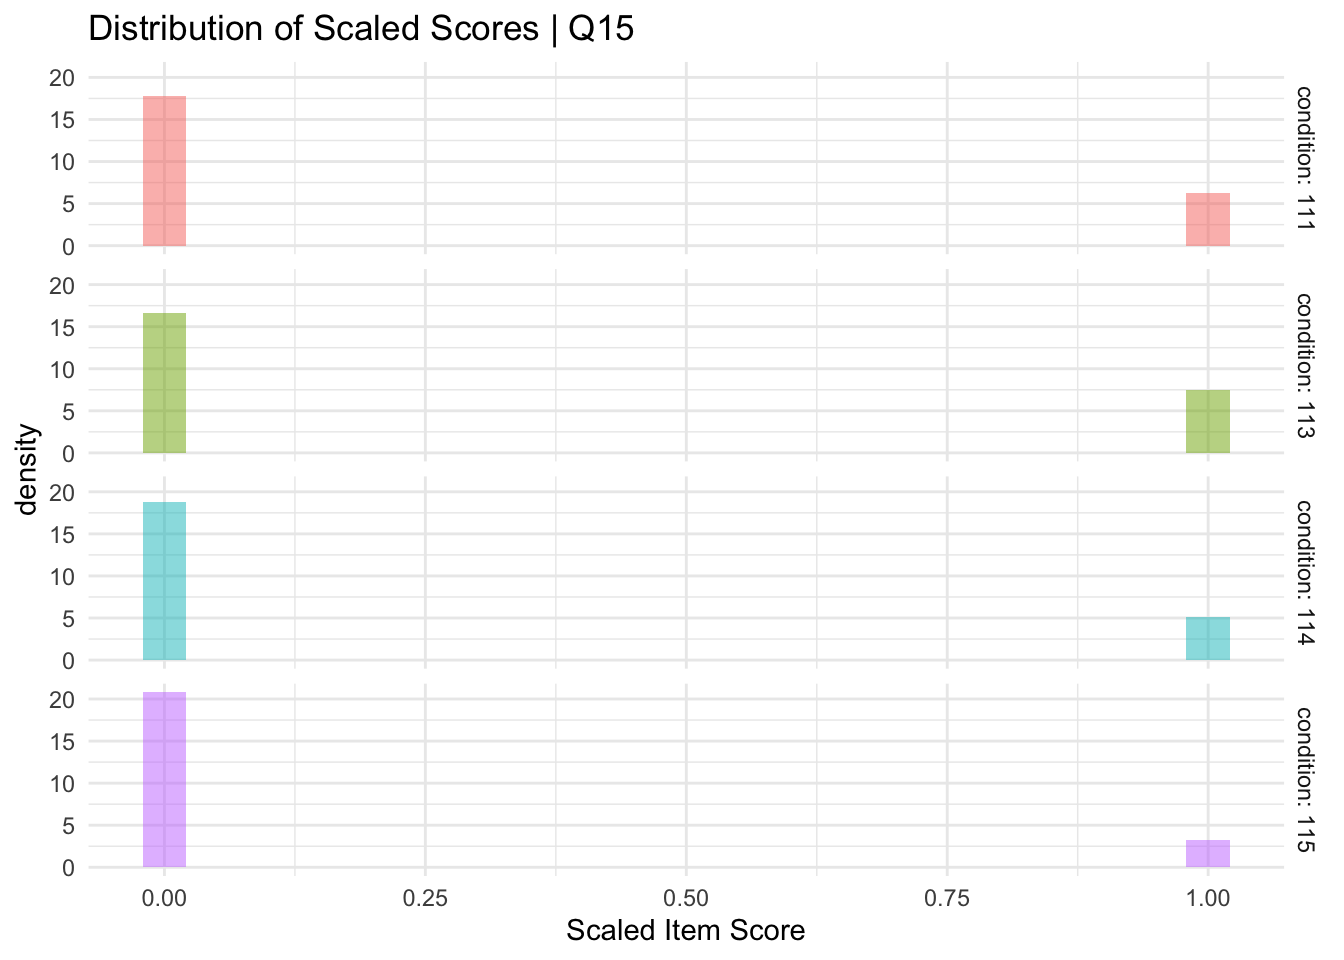 Distribution of Scaled Scores | Q15
density
20
15
10
5
0
condition: 111
20
15
10
5
0
condition: 113
20
15
10
5
0
condition: 114
20
15
10
5
0
condition: 115
0.00 0.25 0.50 0.75 1.00
Scaled Item Score